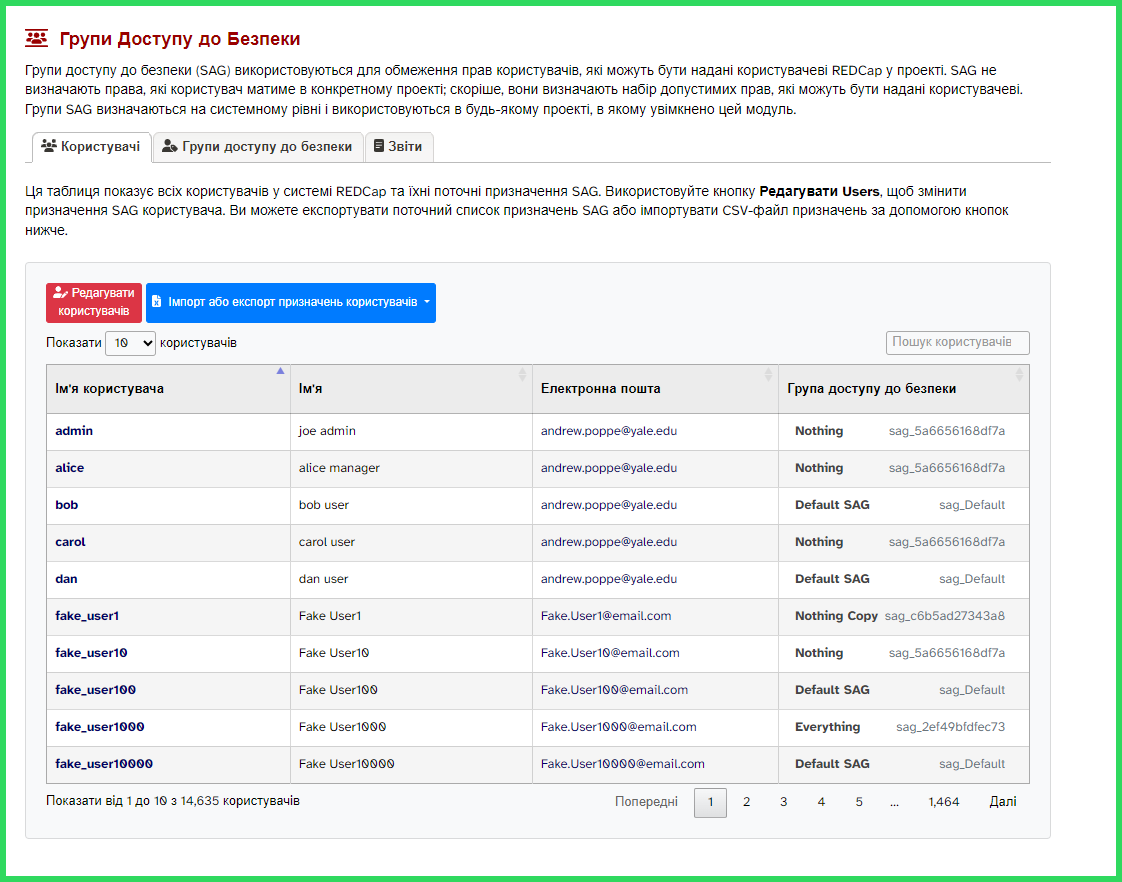 Групи Доступу до Безпеки
Групи доступу до безпеки (SAG) використовуються для обмеження прав користувачів, які можуть бути надані користувачеві REDCap у проекті. SAG не
визначають права, які користувач матиме в конкретному проекті; скоріше, вони визначають набір допустимих прав, які можуть бути надані користувачеві.
Групи SAG визначаються на системному рівні і використовуються в будь-якому проекті, в якому увімкнено цей модуль.
Користувачі Групи доступу до безпеки Звіти
Ця таблиця показує всіх користувачів у системі REDCap та їхні поточні призначення SAG. Використовуйте кнопку Редагувати Users, щоб змінити
призначення SAG користувача. Ви можете експортувати поточний список призначень SAG або імпортувати CSV-файл призначень за допомогою кнопок
нижче.
Редагувати
користувачів
Імпорт або експорт призначень користувачів
Показати 10 користувачів
Пошук користувачів
Ім'я користувача Ім'я Електронна пошта Група доступу до безпеки
admin joe admin andrew.poppe@yale.edu Nothing sag_5a6656168df7a
alice alice manager andrew.poppe@yale.edu Nothing sag_5a6656168df7a
bob bob user andrew.poppe@yale.edu Default SAG sag_Default
carol carol user andrew.poppe@yale.edu Nothing sag_5a6656168df7a
dan dan user andrew.poppe@yale.edu Default SAG sag_Default
fake_user1 Fake User1 Fake.User1@email.com Nothing Copy sag_c6b5ad27343a8
fake_user10 Fake User10 Fake.User10@email.com Nothing sag_5a6656168df7a
fake_user100 Fake User100 Fake.User100@email.com Default SAG sag_Default
fake_user1000 Fake User1000 Fake.User1000@email.com Everything sag_2ef49bfdfec73
fake_user10000 Fake User10000 Fake.User10000@email.com Default SAG sag_Default
Показати від 1 до 10 з 14,635 користувачів
Попередні 1 2 3 4 5 ... 1,464 Далі